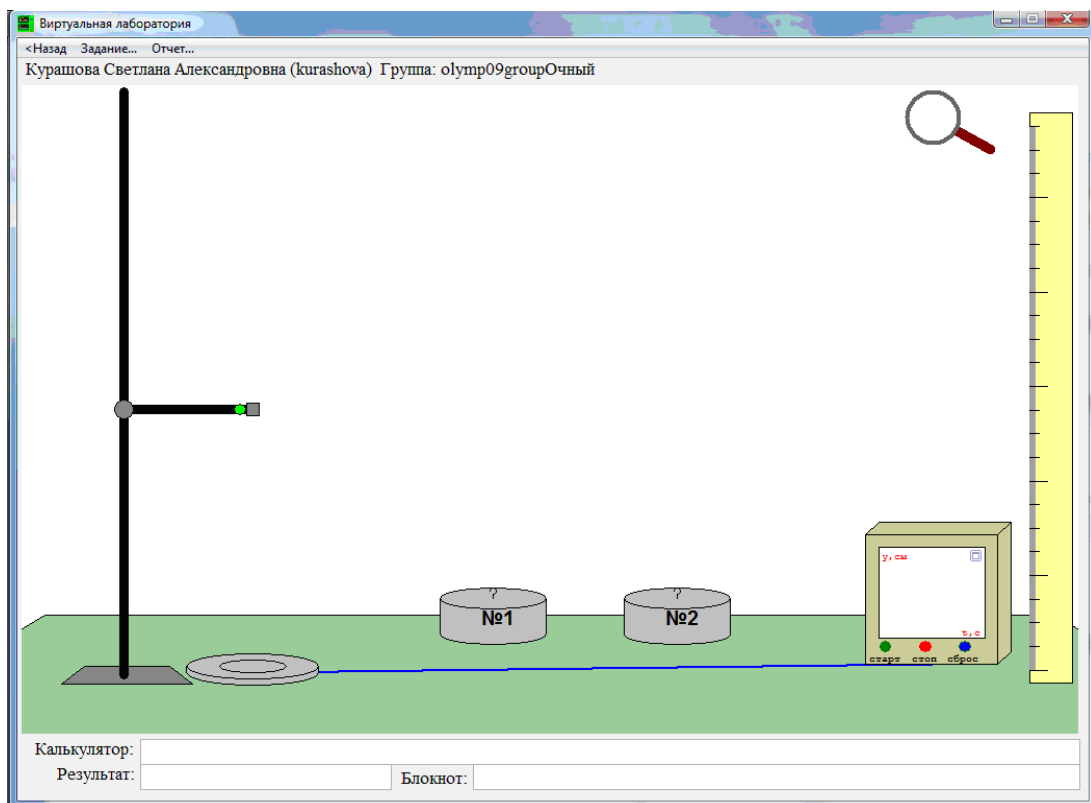 Виртуальная лаборатория
<Назад Задание... Отчет...
Курашова Светлана Александровна (kurashova) Группа: olymp09groupОчный
y, см
t, с
старт стоп сброс
?
№1
?
№2
Калькулятор:
Результат:
Блокнот: